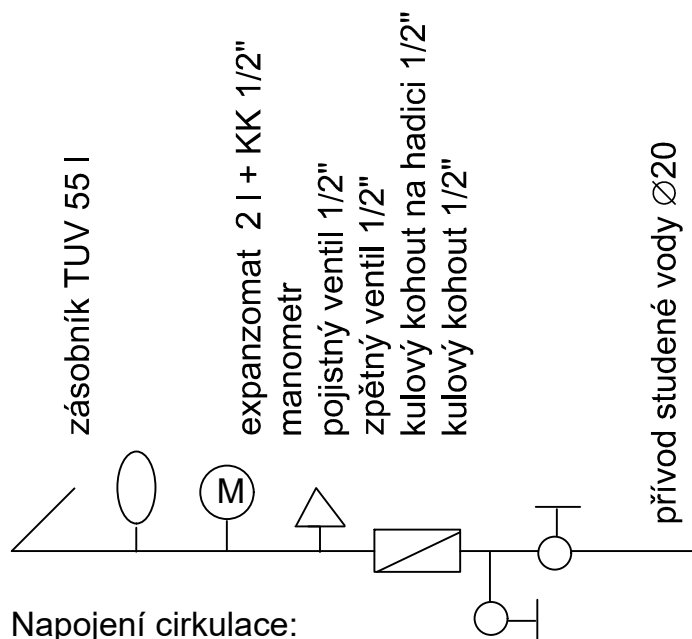 zásobník TUV 55 l
expanzomat 2 l + KK 1/2"
manometr
pojistný ventil 1/2"
zpětný ventil 1/2"
kulový kohout na hadici 1/2"
kulový kohout 1/2"
přívod studené vody ∅20
M
Napojení cirkulace: